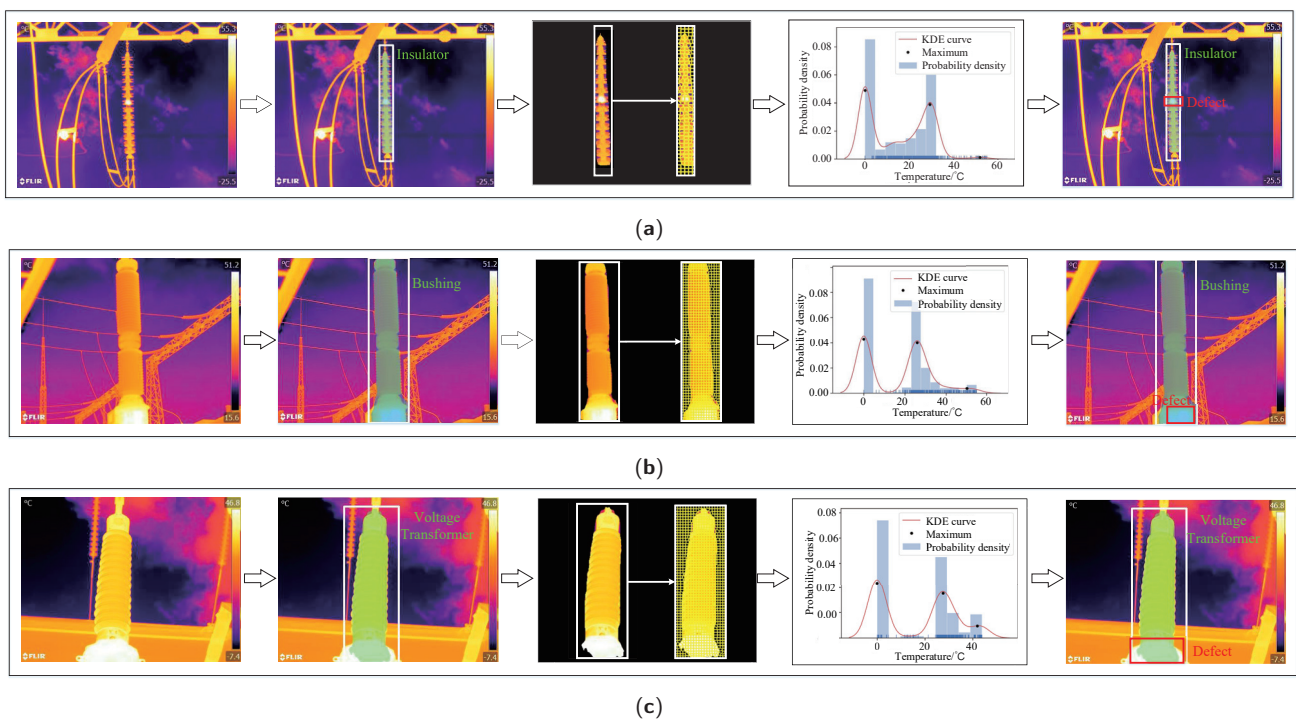 °C 55.3
Insulator
FLIR -25.5
°C 55.3
FLIR -25.5
0.08
0.06
0.04
0.02
0.00
Probability density
KDE curve
Maximum
Probability density
0 20 40 60
Temperature/°C
°C 55.3
Insulator
Defect
FLIR -25.5
(a)
°C 51.2
FLIR 15.6
°C 51.2
Bushing
FLIR 15.6
0.08
0.06
0.04
0.02
0.00
Probability density
KDE curve
Maximum
Probability density
0 20 40 60
Temperature/°C
°C 51.2
Bushing
Defect
FLIR 15.6
(b)
°C 46.8
FLIR -7.4
°C 46.8
Voltage
Transformer
FLIR -7.4
0.08
0.06
0.04
0.02
0.00
Probability density
KDE curve
Maximum
Probability density
0 20 40
Temperature/°C
°C 46.8
Voltage
Transformer
Defect
FLIR -7.4
(c)